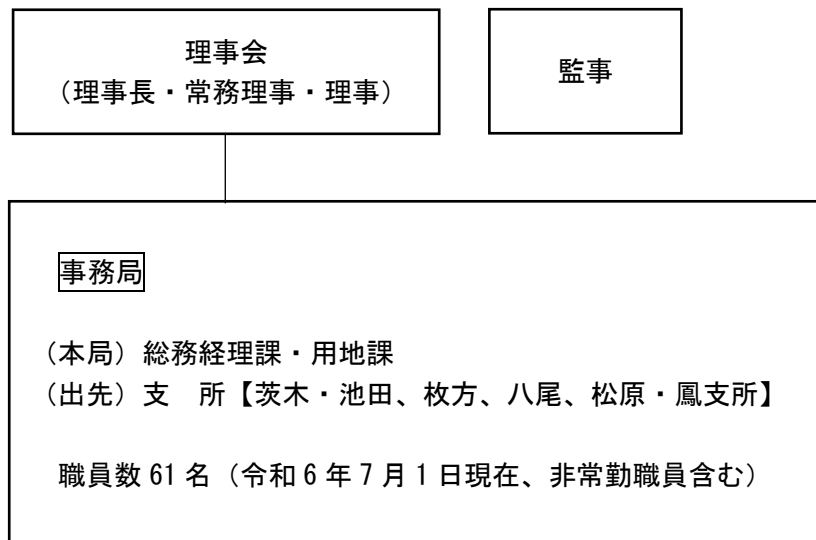 理事会
（理事長・常務理事・理事）
監事
事務局
（本局）総務経理課・用地課
（出先）支　所【茨木・池田、枚方、八尾、松原・鳳支所】
職員数 61 名（令和 6 年 7 月 1 日現在、非常勤職員含む）